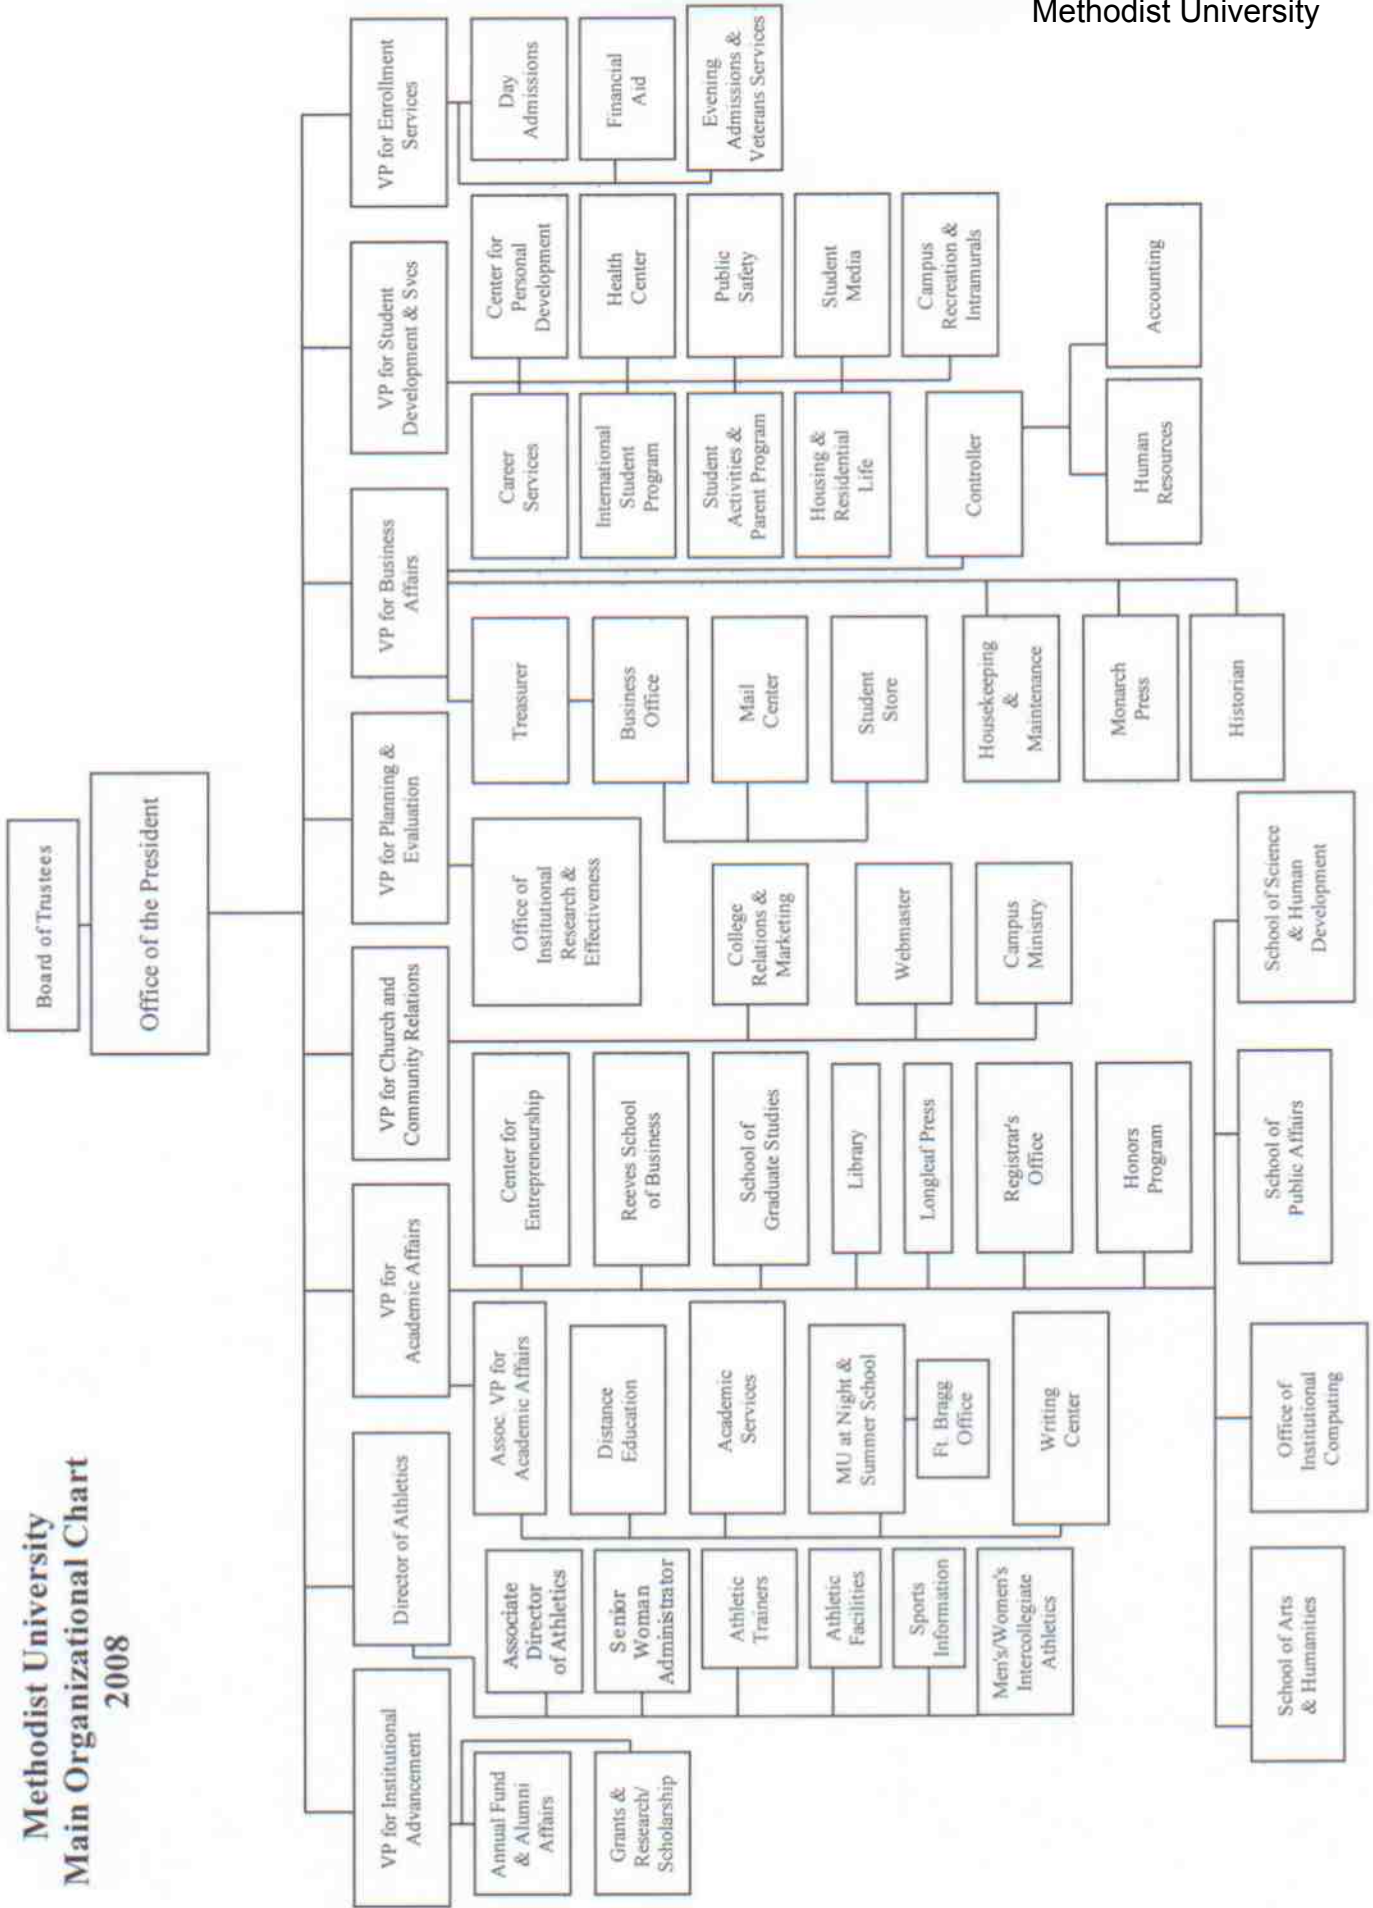 Methodist University
Methodist University
Main Organizational Chart
2008
Board of Trustees
Office of the President
VP for Institutional
Advancement
Director of Athletics
VP for
Academic Affairs
VP for Church and
Community Relations
VP for Planning &
Evaluation
VP for Business
Affairs
VP for Student
Development & Svcs
VP for Enrollment
Services
Annual Fund
& Alumni
Affairs
Grants &
Research/
Scholarship
Associate
Director
of Athletics
Senior
Woman
Administrator
Athletic
Trainers
Athletic
Facilities
Sports
Information
Men's/Women's
Intercollegiate
Athletics
Assoc. VP for
Academic Affairs
Distance
Education
Academic
Services
MU at Night &
Summer School
Ft. Bragg
Office
Writing
Center
Center for
Entrepreneurship
Reeves School
of Business
School of
Graduate Studies
Library
Longleaf Press
Registrar's
Office
Honors
Program
School of Arts
& Humanities
Office of
Institutional
Computing
School of
Public Affairs
School of Science
& Human
Development
College
Relations &
Marketing
Webmaster
Campus
Ministry
Office of
Institutional
Research &
Effectiveness
Treasurer
Business
Office
Mail
Center
Student
Store
Housekeeping
&
Maintenance
Monarch
Press
Historian
Controller
Human
Resources
Accounting
Career
Services
International
Student
Program
Student
Activities &
Parent Program
Housing &
Residential
Life
Center for
Personal
Development
Health
Center
Public
Safety
Student
Media
Campus
Recreation &
Intramurals
Day
Admissions
Financial
Aid
Evening
Admissions &
Veterans Services